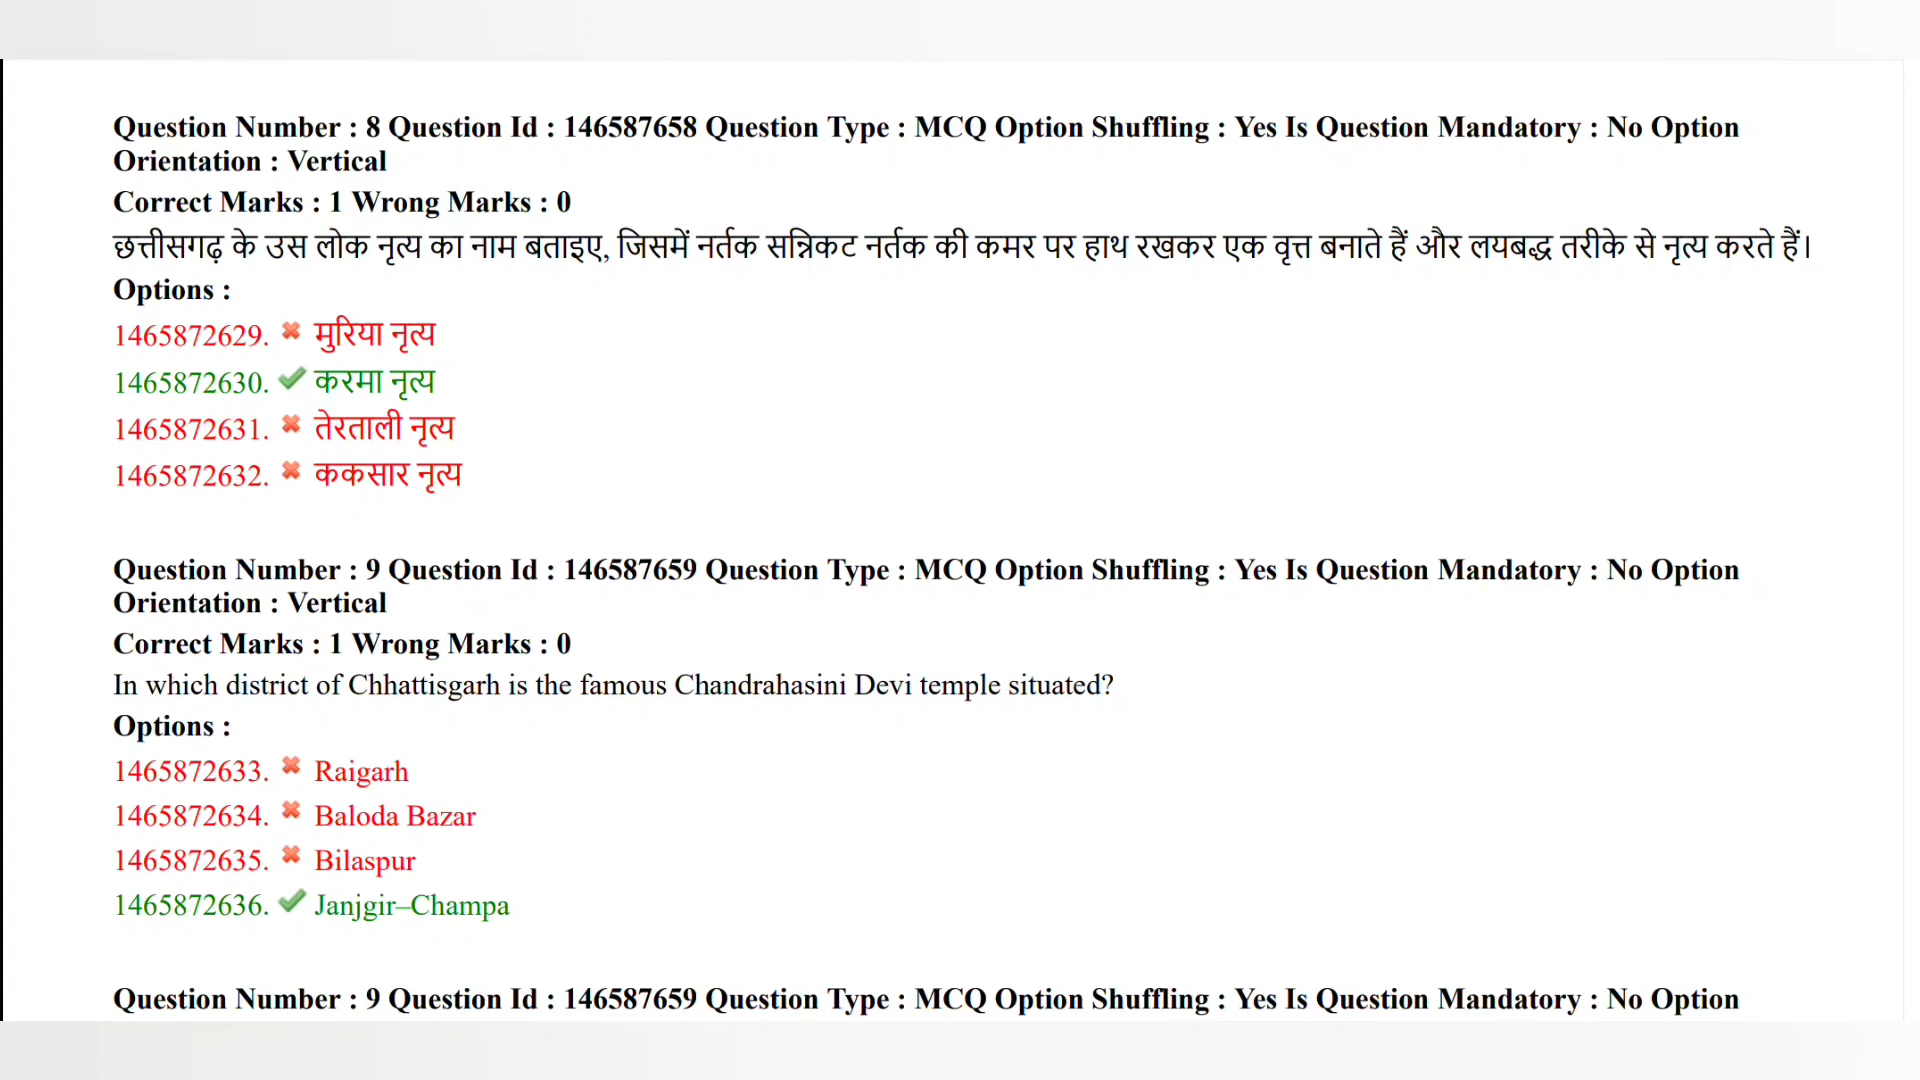 Question Number : 8 Question Id : 146587658 Question Type : MCQ Option Shuffling : Yes Is Question Mandatory : No Option
Orientation : Vertical
Correct Marks : 1 Wrong Marks : 0
छत्तीसगढ़ के उस लोक नृत्य का नाम बताइए, जिसमें नर्तक सन्निकट नर्तक की कमर पर हाथ रखकर एक वृत्त बनाते हैं और लयबद्ध तरीके से नृत्य करते हैं।
Options :
1465872629. ✖ मुरिया नृत्य
1465872630. ✔ करमा नृत्य
1465872631. ✖ तेरताली नृत्य
1465872632. ✖ ककसार नृत्य
Question Number : 9 Question Id : 146587659 Question Type : MCQ Option Shuffling : Yes Is Question Mandatory : No Option
Orientation : Vertical
Correct Marks : 1 Wrong Marks : 0
In which district of Chhattisgarh is the famous Chandrahasini Devi temple situated?
Options :
1465872633. ✖ Raigarh
1465872634. ✖ Baloda Bazar
1465872635. ✖ Bilaspur
1465872636. ✔ Janjgir–Champa
Question Number : 9 Question Id : 146587659 Question Type : MCQ Option Shuffling : Yes Is Question Mandatory : No Option